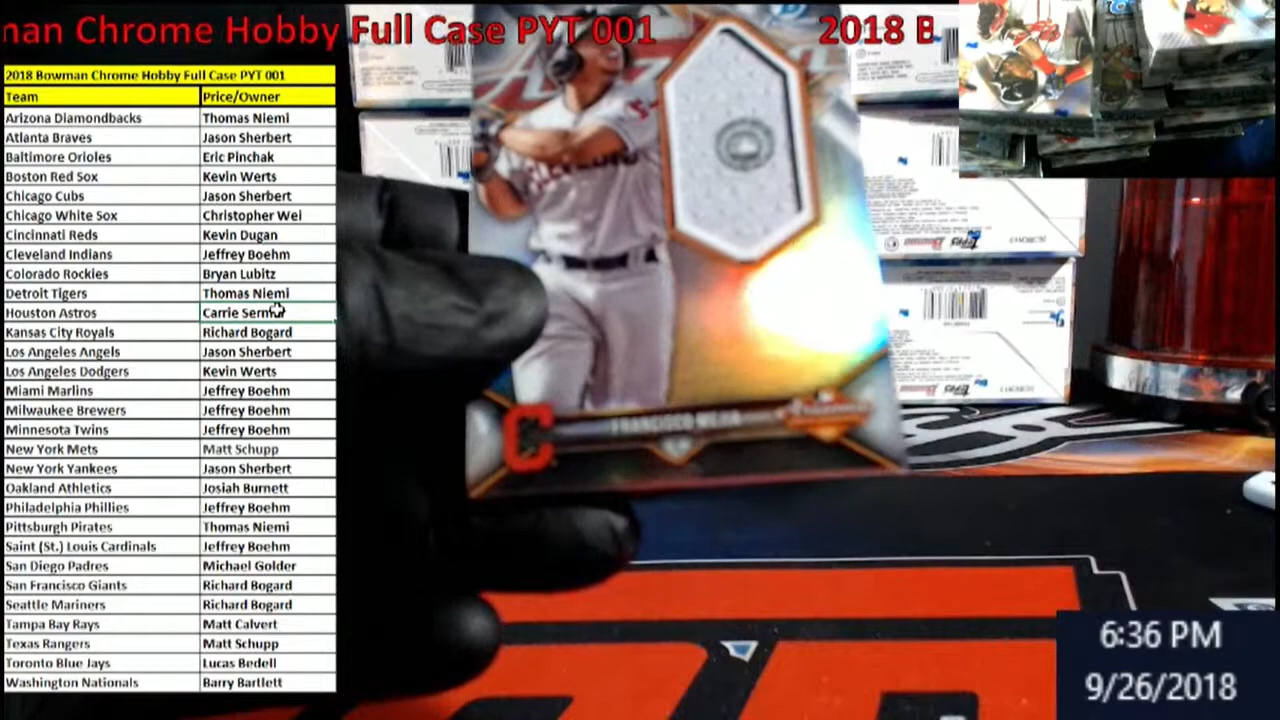 man Chrome Hobby Full Case PYT 001 2018 B
2018 Bowman Chrome Hobby Full Case PYT 001
Team Price/Owner
Arizona Diamondbacks Thomas Niemi
Atlanta Braves Jason Sherbert
Baltimore Orioles Eric Pinchak
Boston Red Sox Kevin Werts
Chicago Cubs Jason Sherbert
Chicago White Sox Christopher Wei
Cincinnati Reds Kevin Dugan
Cleveland Indians Jeffrey Boehm
Colorado Rockies Bryan Lubitz
Detroit Tigers Thomas Niemi
Houston Astros Carrie
Kansas City Royals Richard Bogard
Los Angeles Angels Jason Sherbert
Los Angeles Dodgers Kevin Werts
Miami Marlins Jeffrey Boehm
Milwaukee Brewers Jeffrey Boehm
Minnesota Twins Jeffrey Boehm
New York Mets Matt Schupp
New York Yankees Jason Sherbert
Oakland Athletics Josiah Burnett
Philadelphia Phillies Jeffrey Boehm
Pittsburgh Pirates Thomas Niemi
Saint (St.) Louis Cardinals Jeffrey Boehm
San Diego Padres Michael Golder
San Francisco Giants Richard Bogard
Seattle Mariners Richard Bogard
Tampa Bay Rays Matt Calvert
Texas Rangers Matt Schupp
Toronto Blue Jays Lucas Bedell
Washington Nationals Barry Bartlett
C FRANCISCO MEJIA
6:36 PM
9/26/2018